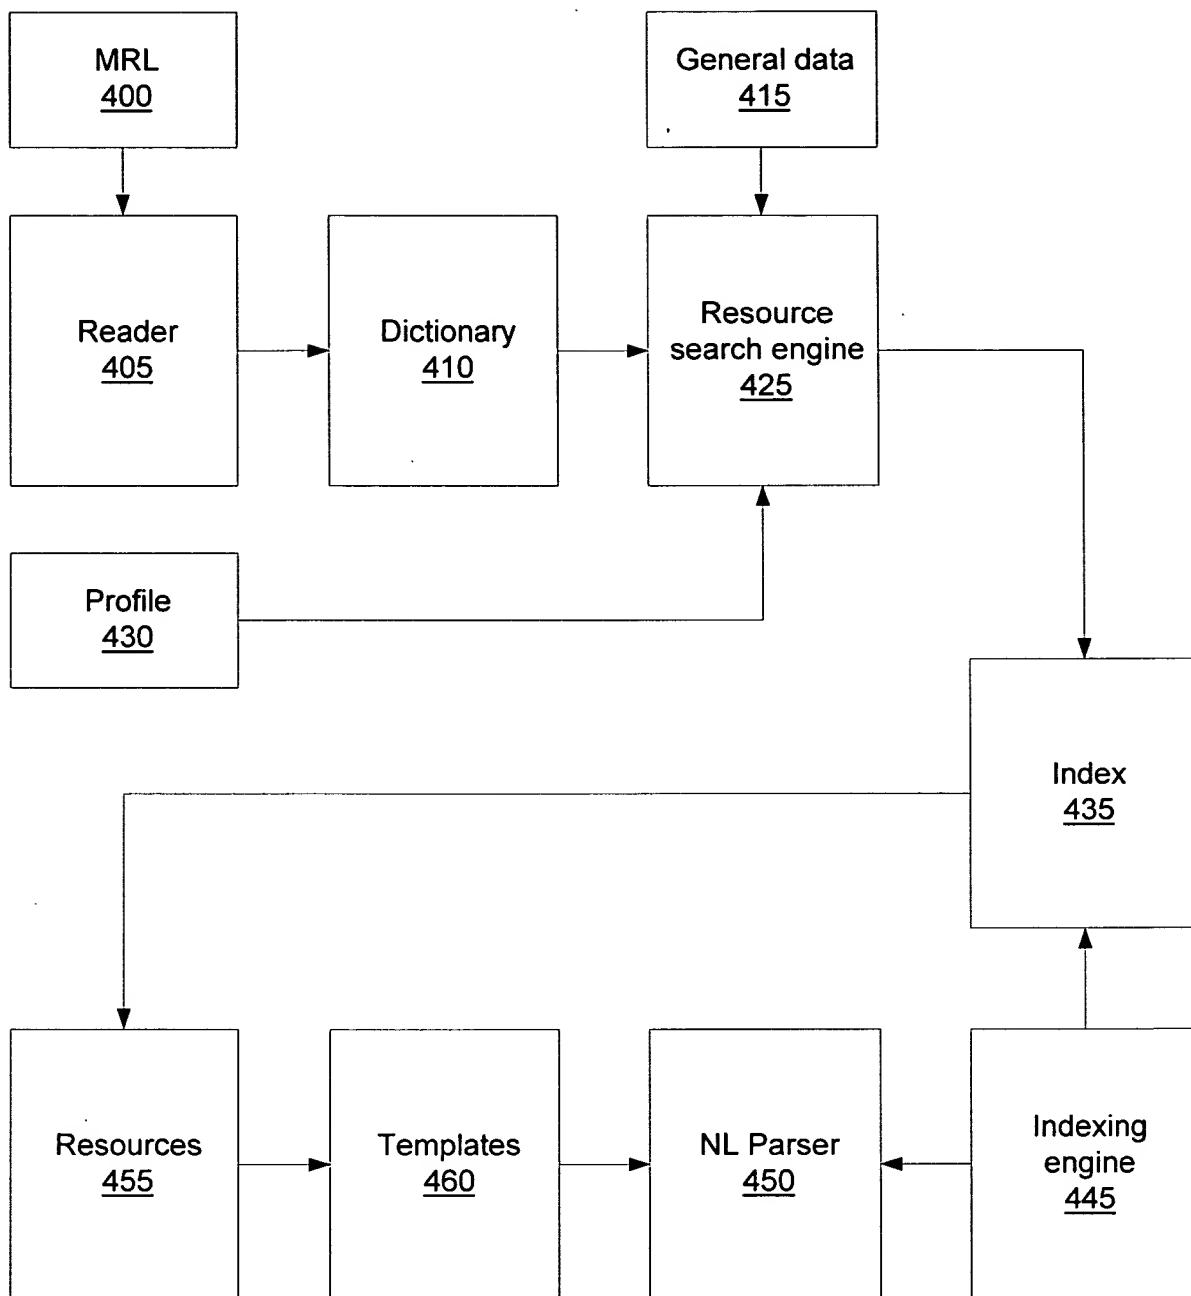 MRL
400
General data
415
Reader
405
Dictionary
410
Resource
search engine
425
Profile
430
Index
435
Resources
455
Templates
460
NL Parser
450
Indexing
engine
445